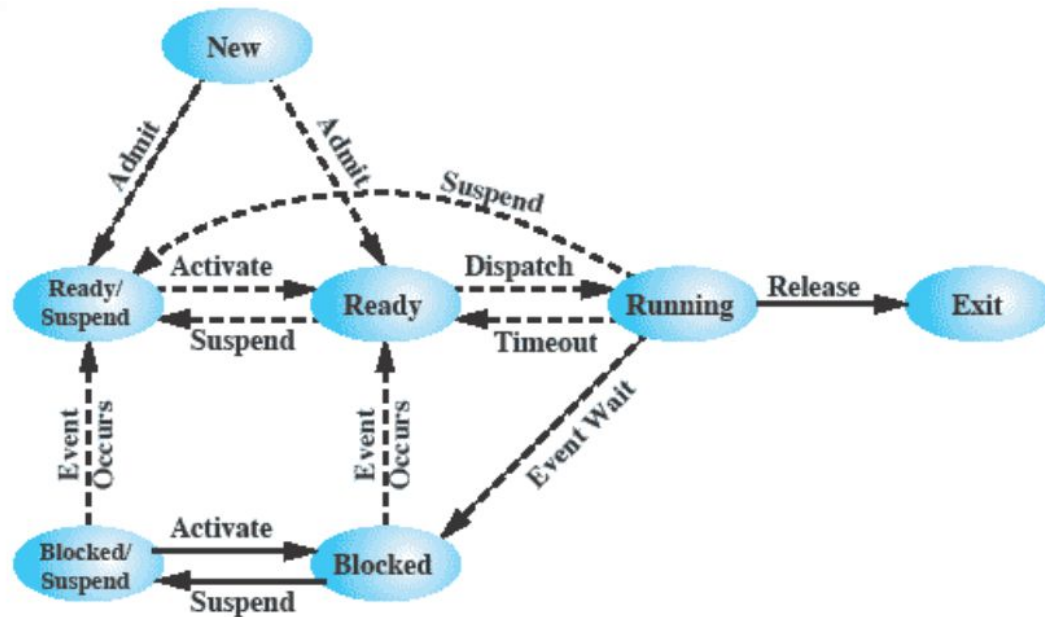 New
Admit
Admit
Suspend
Ready/
Suspend
Activate
Suspend
Ready
Dispatch
Timeout
Running
Release
Exit
Event
Occurs
Event
Occurs
Event Wait
Blocked/
Suspend
Activate
Suspend
Blocked